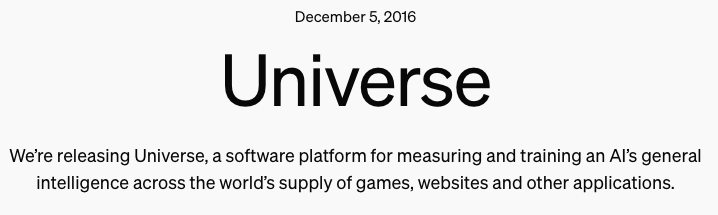 December 5, 2016
Universe
We’re releasing Universe, a software platform for measuring and training an AI’s general
intelligence across the world’s supply of games, websites and other applications.